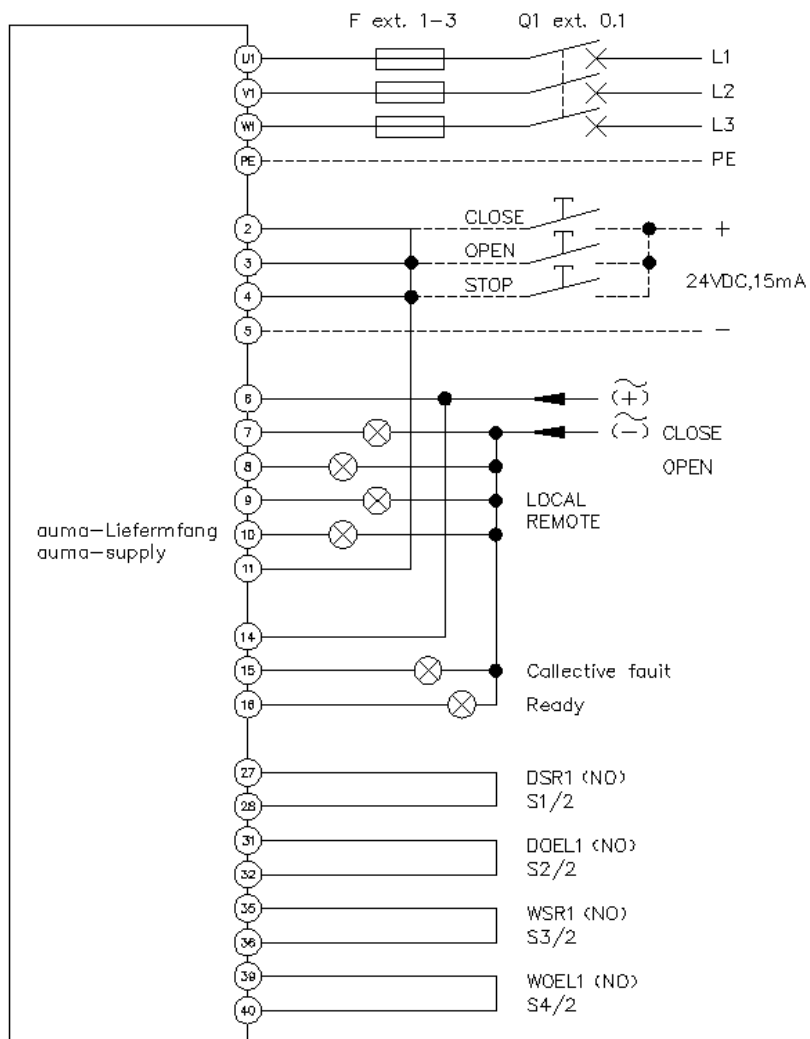 F ext. 1-3 Q1 ext. 0.1
U1 L1
V1 L2
W1 L3
PE PE
2 CLOSE +
3 OPEN
4 STOP 24VDC,15mA
5 -
6 (+)
7 (-) CLOSE
8 OPEN
9 LOCAL
10 REMOTE
auma-Liefermfang
auma-supply
11
14
15 Callective fauit
16 Ready
27 DSR1 (NO)
28 S1/2
31 DOEL1 (NO)
32 S2/2
35 WSR1 (NO)
36 S3/2
39 WOEL1 (NO)
40 S4/2